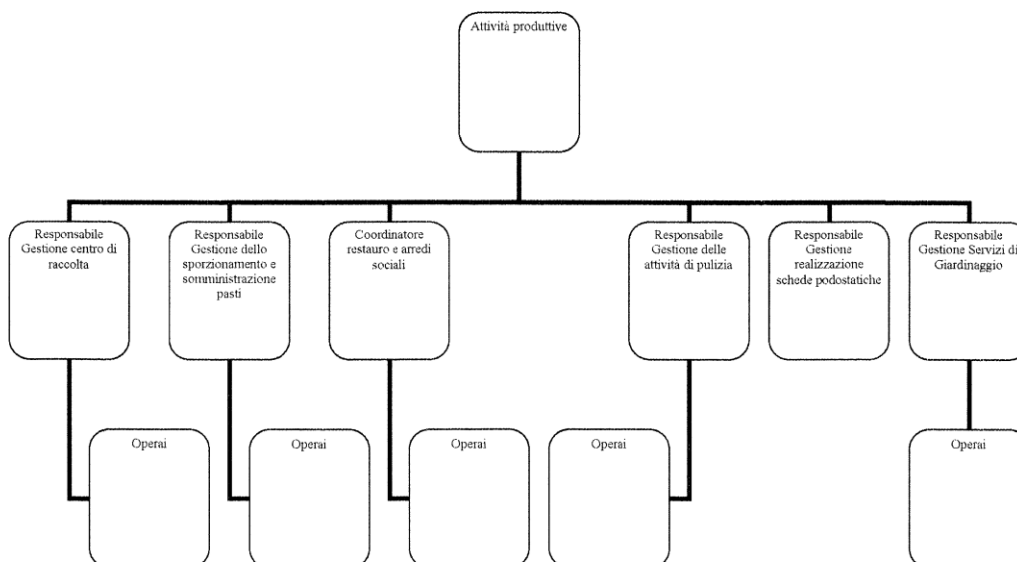 Attività produttive
Responsabile
Gestione centro di
raccolta
Responsabile
Gestione dello
sporzionamento e
somministrazione
pasti
Coordinatore
restauro e arredi
sociali
Responsabile
Gestione delle
attività di pulizia
Responsabile
Gestione
realizzazione
schede podostatiche
Responsabile
Gestione Servizi di
Giardinaggio
Operai
Operai
Operai
Operai
Operai